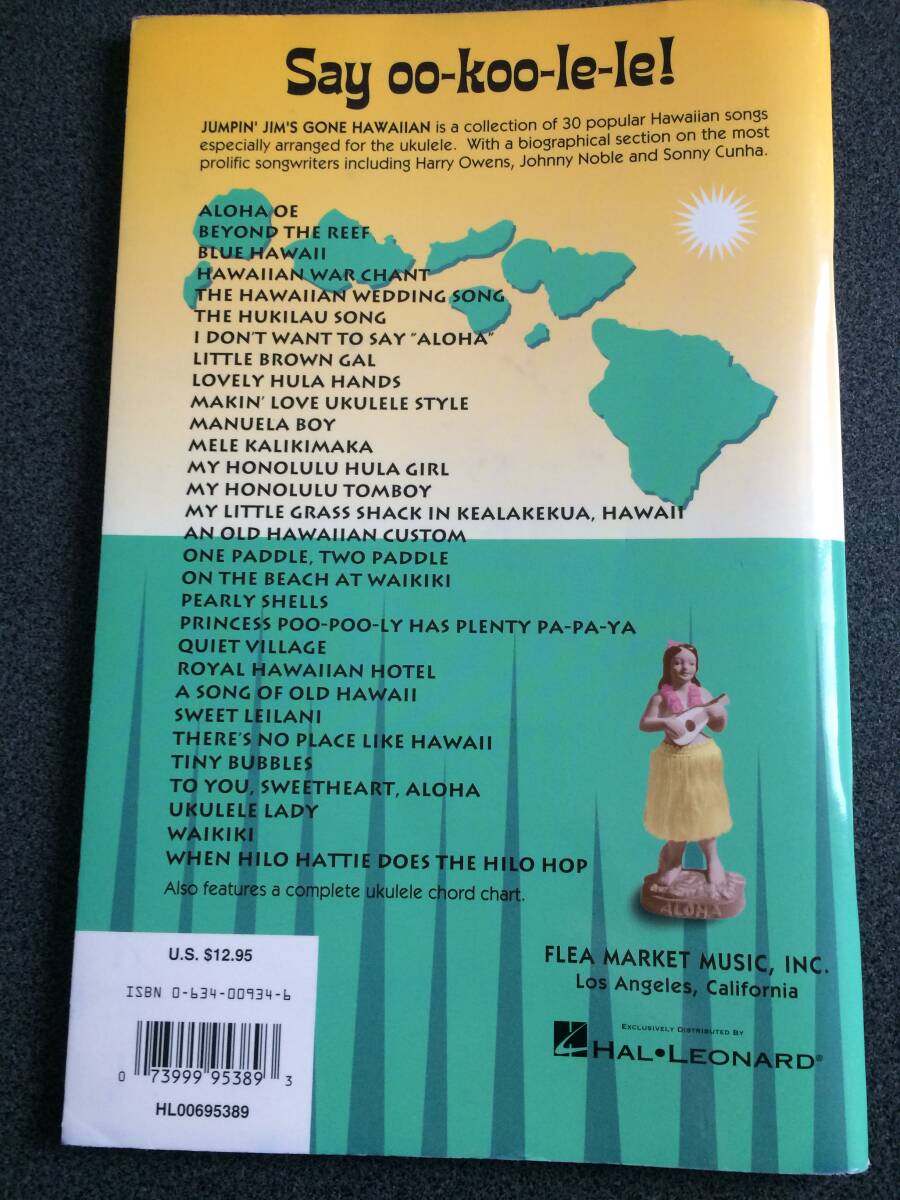 Say oo-koo-le-le!
JUMPIN' JIM'S GONE HAWAIIAN is a collection of 30 popular Hawaiian songs
especially arranged for the ukulele. With a biographical section on the most
prolific songwriters including Harry Owens, Johnny Noble and Sonny Cunha.
ALOHA OE
BEYOND THE REEF
BLUE HAWAII
HAWAIIAN WAR CHANT
THE HAWAIIAN WEDDING SONG
THE HUKILAU SONG
I DON'T WANT TO SAY "ALOHA"
LITTLE BROWN GAL
LOVELY HULA HANDS
MAKIN' LOVE UKULELE STYLE
MANUELA BOY
MELE KALIKIMAKA
MY HONOLULU HULA GIRL
MY HONOLULU TOMBOY
MY LITTLE GRASS SHACK IN KEALAKEKUA, HAWAII
AN OLD HAWAIIAN CUSTOM
ONE PADDLE, TWO PADDLE
ON THE BEACH AT WAIKIKI
PEARLY SHELLS
PRINCESS POO-POO-LY HAS PLENTY PA-PA-YA
QUIET VILLAGE
ROYAL HAWAIIAN HOTEL
A SONG OF OLD HAWAII
SWEET LEILANI
THERE'S NO PLACE LIKE HAWAII
TINY BUBBLES
TO YOU, SWEETHEART, ALOHA
UKULELE LADY
WAIKIKI
WHEN HILO HATTIE DOES THE HILO HOP
Also features a complete ukulele chord chart.
ALOHA
FLEA MARKET MUSIC, INC.
Los Angeles, California
EXCLUSIVELY DISTRIBUTED BY
HAL•LEONARD®
U.S. $12.95
ISBN 0-634-00934-6
0 73999 95389 3
HL00695389